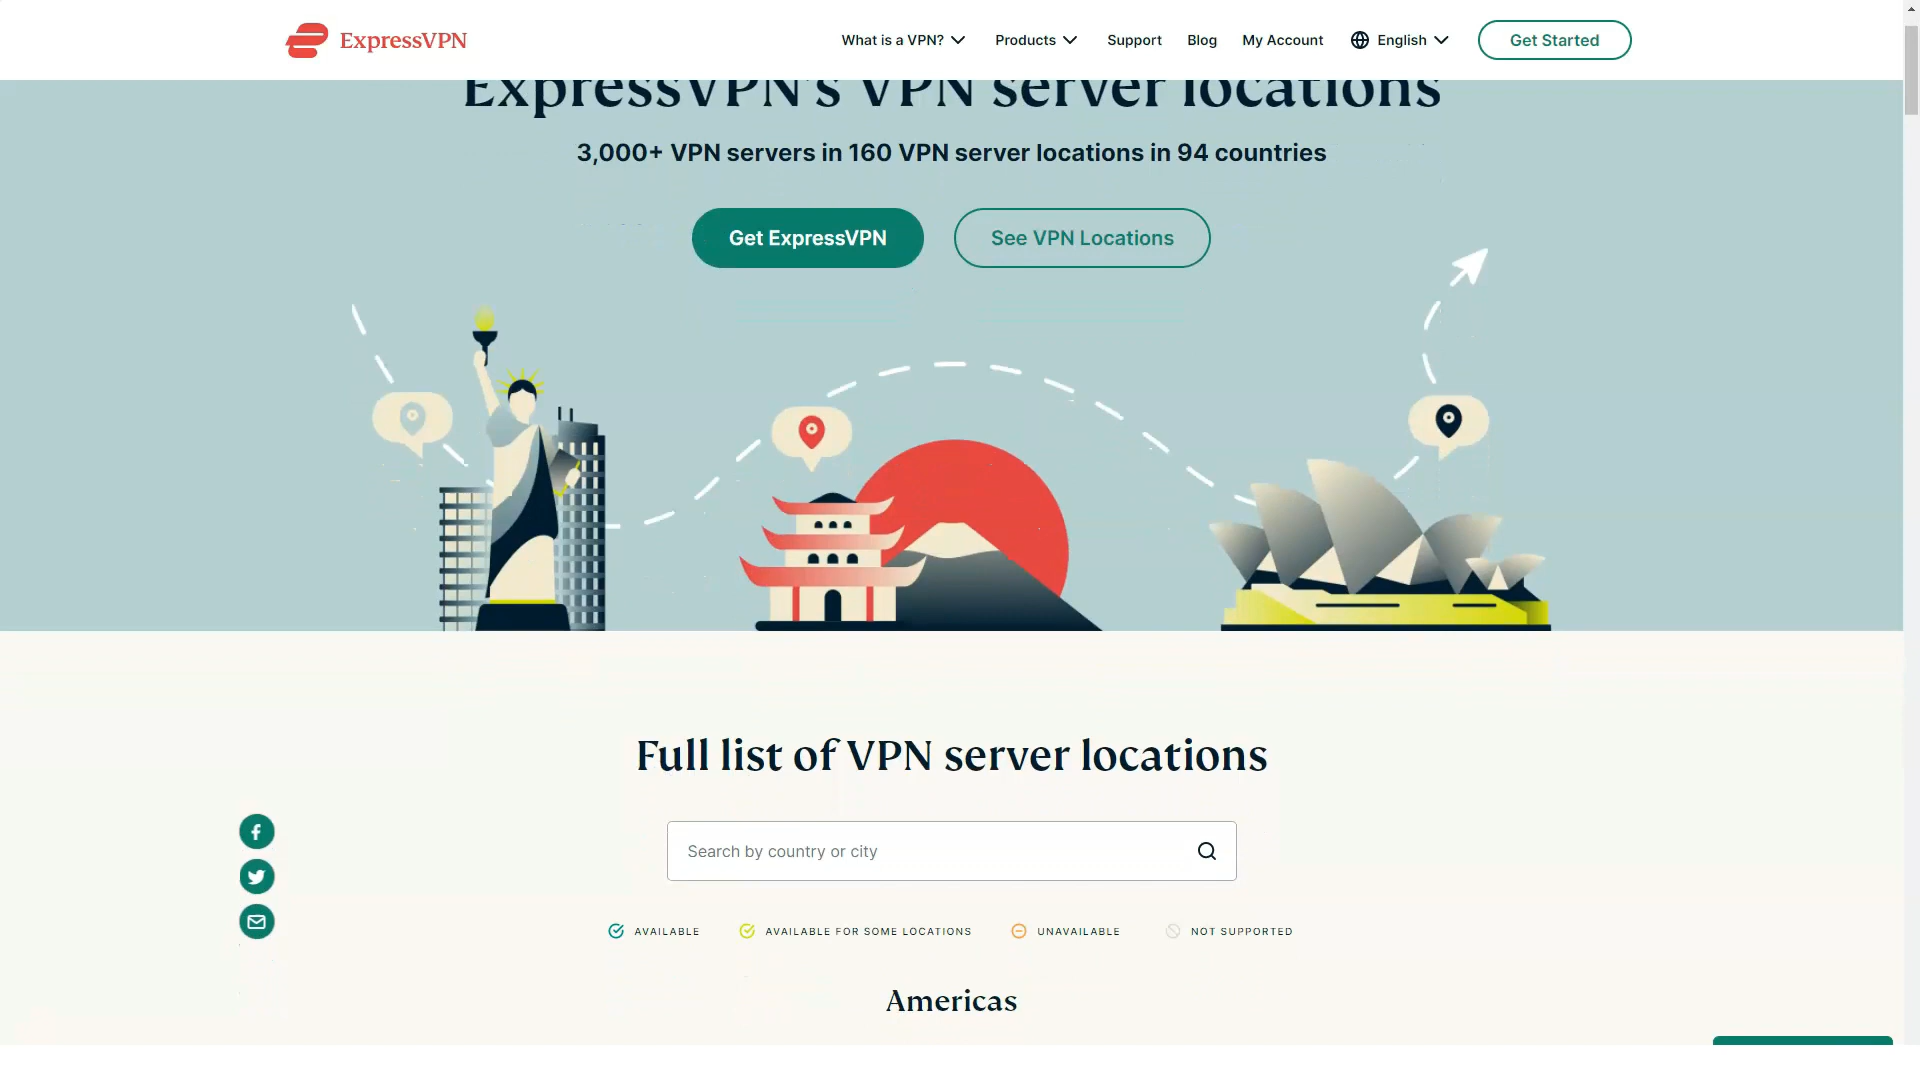 ExpressVPN
What is a VPN? Products Support Blog My Account English Get Started
ExpressVPN's VPN server locations
3,000+ VPN servers in 160 VPN server locations in 94 countries
Get ExpressVPN See VPN Locations
Full list of VPN server locations
Search by country or city
AVAILABLE AVAILABLE FOR SOME LOCATIONS UNAVAILABLE NOT SUPPORTED
Americas